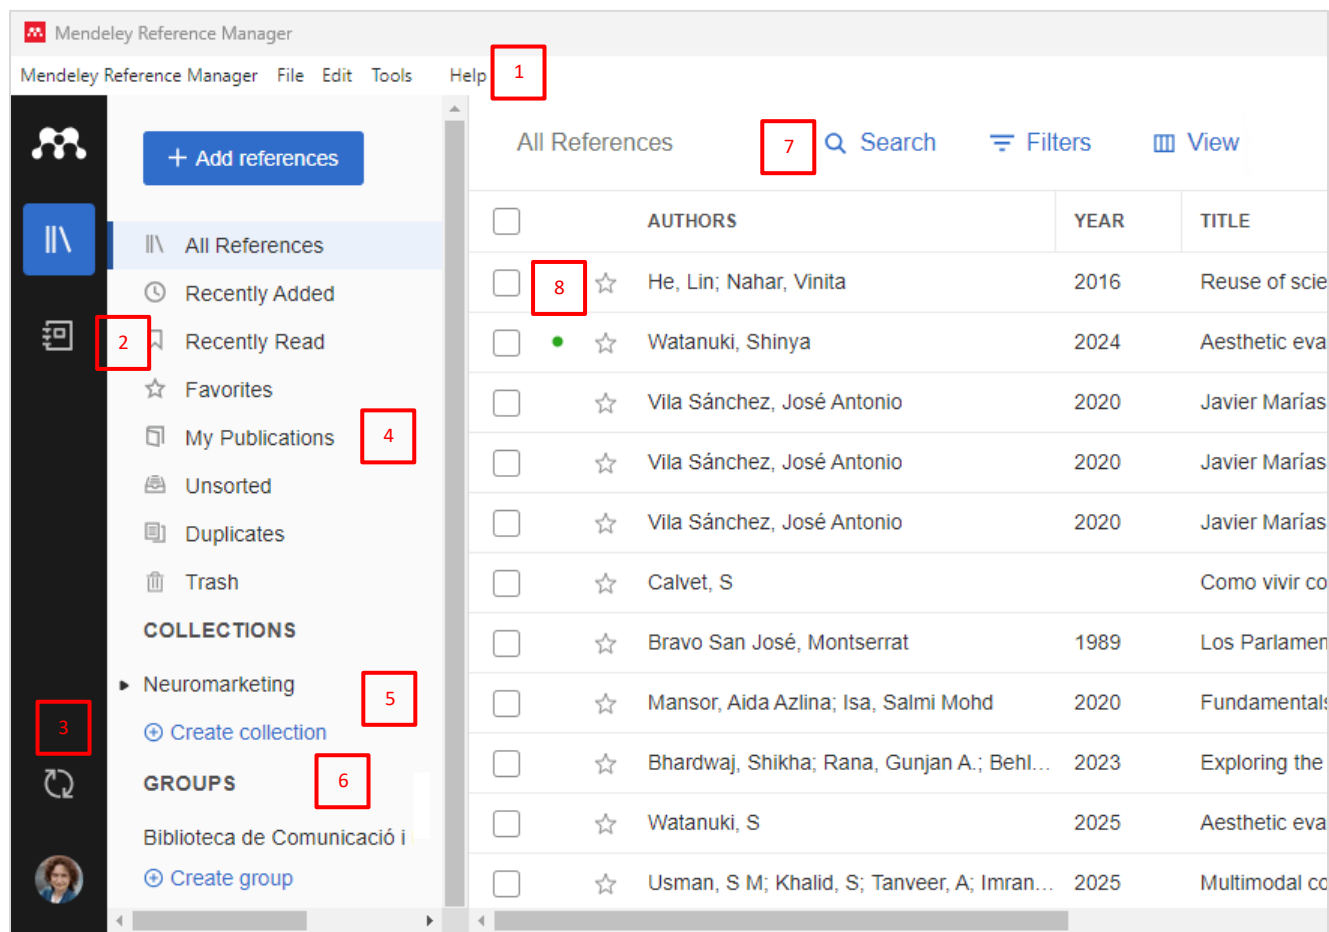 Mendeley Reference Manager
Mendeley Reference Manager File Edit Tools Help 1
+ Add references
All References
Recently Added
2 Recently Read
Favorites
My Publications 4
Unsorted
Duplicates
Trash
COLLECTIONS
Neuromarketing 5
Create collection
3
GROUPS 6
Biblioteca de Comunicació i
Create group
All References 7 Search Filters View
AUTHORS YEAR TITLE
8 He, Lin; Nahar, Vinita 2016 Reuse of scie
Watanuki, Shinya 2024 Aesthetic eva
Vila Sánchez, José Antonio 2020 Javier Marías
Vila Sánchez, José Antonio 2020 Javier Marías
Vila Sánchez, José Antonio 2020 Javier Marías
Calvet, S Como vivir co
Bravo San José, Montserrat 1989 Los Parlamen
Mansor, Aida Azlina; Isa, Salmi Mohd 2020 Fundamentals
Bhardwaj, Shikha; Rana, Gunjan A.; Behl... 2023 Exploring the
Watanuki, S 2025 Aesthetic eva
Usman, S M; Khalid, S; Tanveer, A; Imran... 2025 Multimodal co